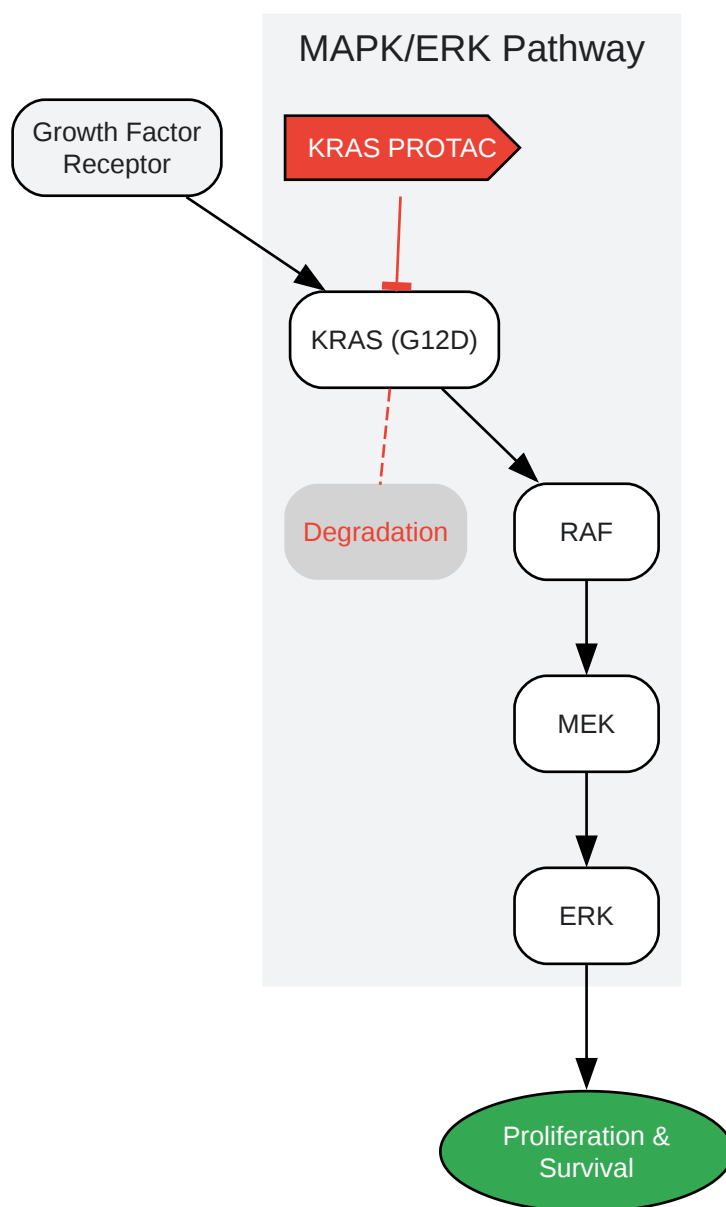 MAPK/ERK Pathway
Growth Factor
Receptor
KRAS PROTAC
KRAS (G12D)
Degradation
RAF
MEK
ERK
Proliferation &
Survival